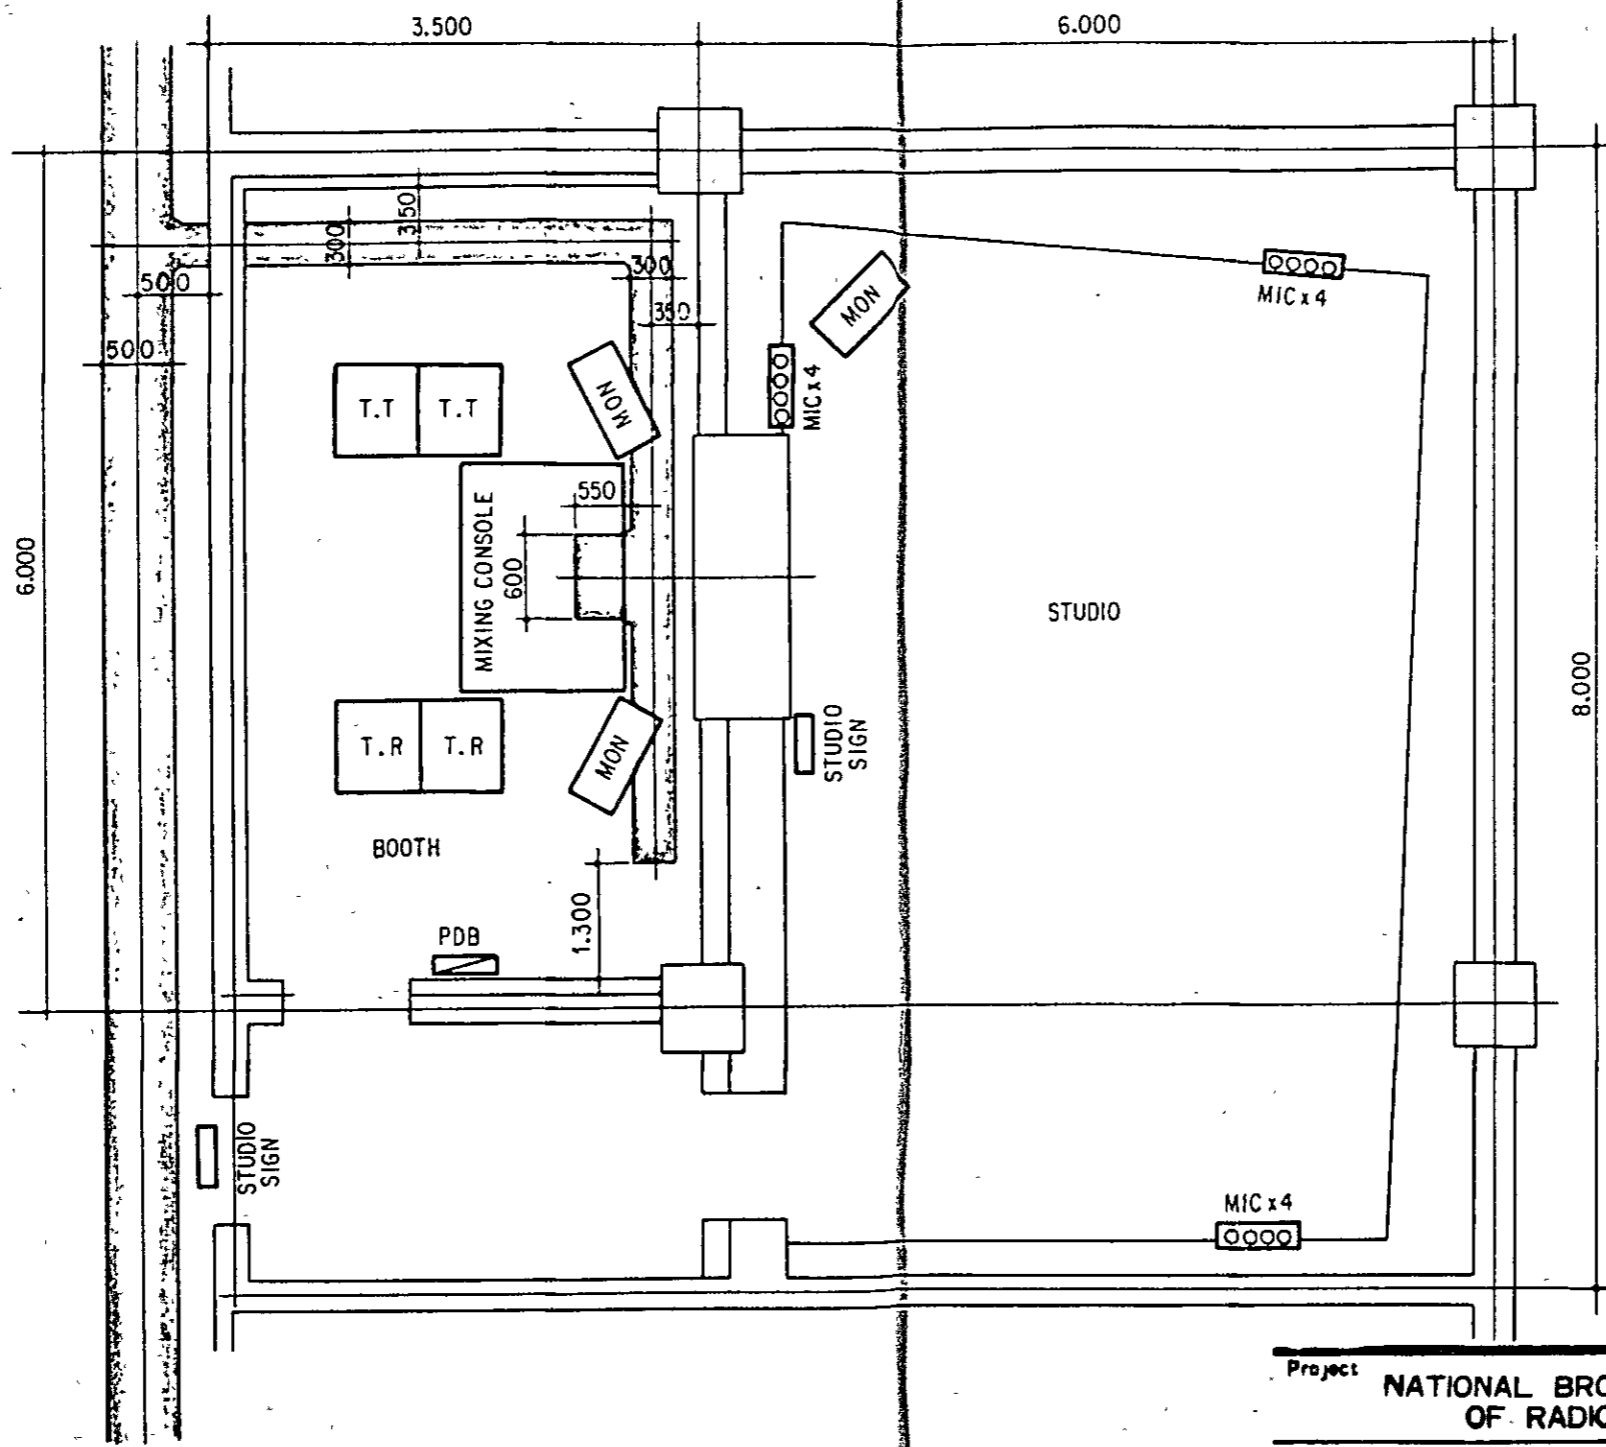 3.500
6.000
350
300
300
500
350
MIC x 4
MON
500
MIC x 4
T.T
T.T
MON
550
MIXING CONSOLE
600
6.000
STUDIO
8.000
STUDIO
SIGN
T.R
T.R
MON
BOOTH
1.300
PDB
STUDIO
SIGN
MIC x 4
Project
NATIONAL BRO
OF RADIO